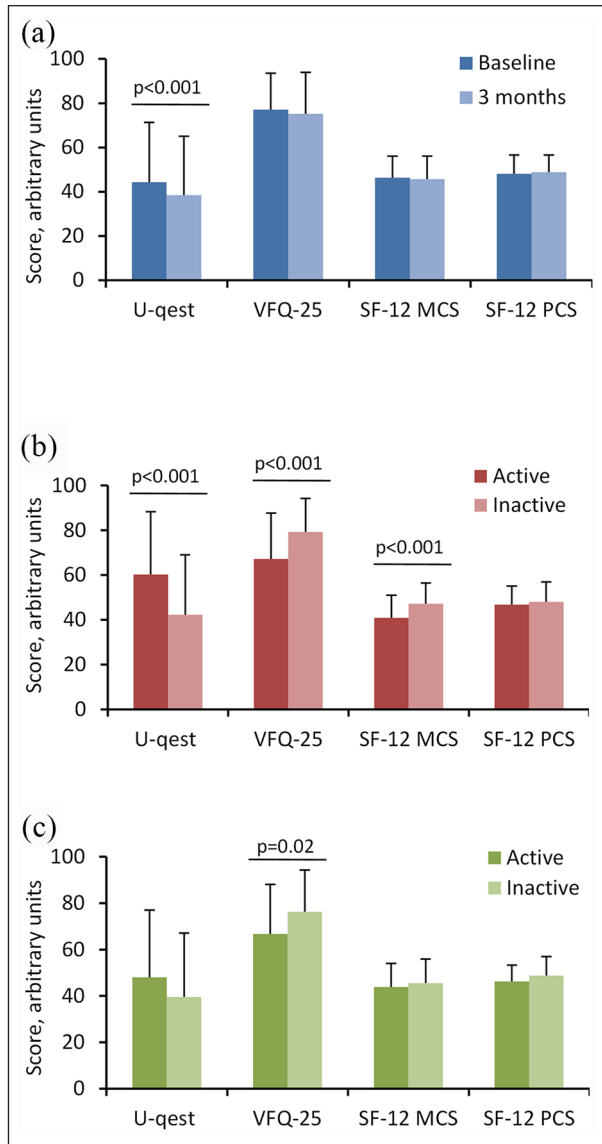 (a)
100
80
60
40
20
0
Score, arbitrary units
p<0.001
Baseline
3 months
U-qest VFQ-25 SF-12 MCS SF-12 PCS
(b)
100
80
60
40
20
0
Score, arbitrary units
p<0.001
p<0.001
p<0.001
Active
Inactive
U-qest VFQ-25 SF-12 MCS SF-12 PCS
(c)
100
80
60
40
20
0
Score, arbitrary units
p=0.02
Active
Inactive
U-qest VFQ-25 SF-12 MCS SF-12 PCS